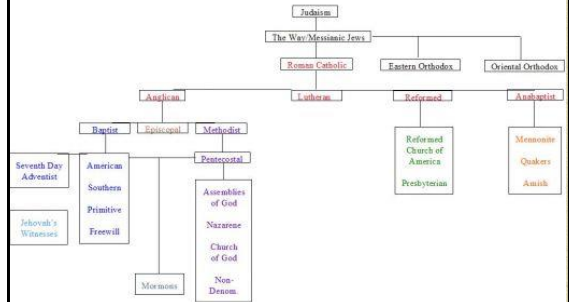 Judaism
The Way/Messianic Jews
Roman Catholic
Eastern Orthodox
Oriental Orthodox
Anglican
Lutheran
Reformed
Anabaptist
Baptist
Episcopal
Methodist
Reformed
Church of
America
Presbyterian
Mennonite
Quakers
Amish
Seventh Day
Adventist
American
Southern
Primitive
Freewill
Pentecostal
Assemblies
of God
Nazarene
Church
of God
Non-
Denom.
Jehovah's
Witnesses
Mormons